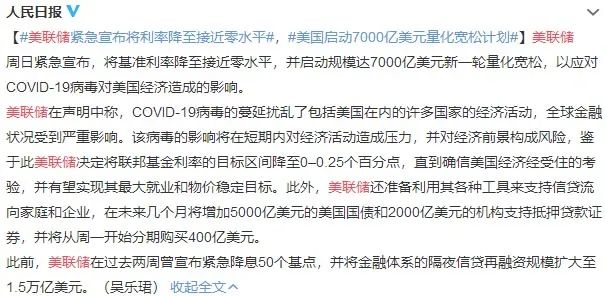 人民日报
【#美联储紧急宣布将利率降至接近零水平#，#美国启动7000亿美元量化宽松计划#】美联储
周日紧急宣布，将基准利率降至接近零水平，并启动规模达7000亿美元新一轮量化宽松，以应对
COVID-19病毒对美国经济造成的影响。
美联储在声明中称，COVID-19病毒的蔓延扰乱了包括美国在内的许多国家的经济活动，全球金融
状况受到严重影响。该病毒的影响将在短期内对经济活动造成压力，并对经济前景构成风险，鉴
于此美联储决定将联邦基金利率的目标区间降至0–0.25个百分点，直到确信美国经济经受住的考
验，并有望实现其最大就业和物价稳定目标。此外，美联储还准备利用其各种工具来支持信贷流
向家庭和企业，在未来几个月将增加5000亿美元的美国国债和2000亿美元的机构支持抵押贷款证
券，并将从周一开始分期购买400亿美元。
此前，美联储在过去两周曾宣布紧急降息50个基点，并将金融体系的隔夜信贷再融资规模扩大至
1.5万亿美元。（吴乐珺） 收起全文